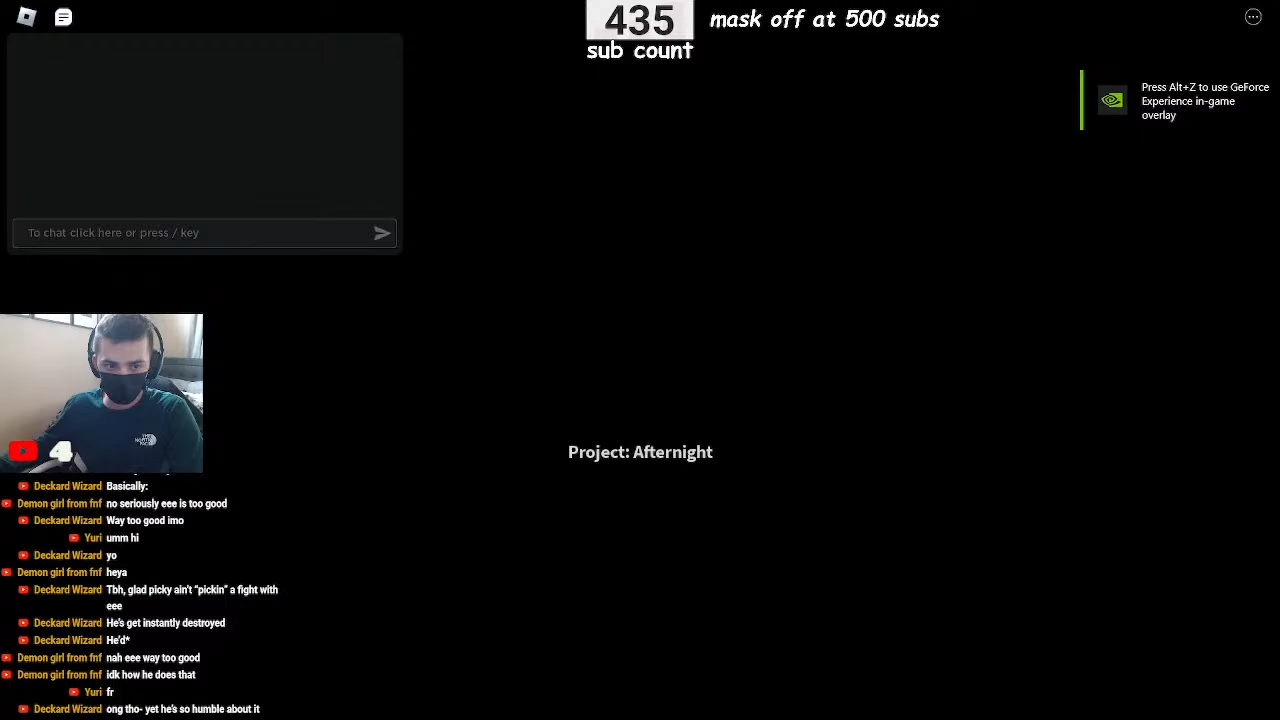 435
mask off at 500 subs
sub count
Press Alt+Z to use GeForce
Experience in-game
overlay
To chat click here or press / key
THE
NORTH
FACE
4
Project: Afternight
Deckard Wizard Basically:
Demon girl from fnf no seriously eee is too good
Deckard Wizard Way too good imo
Yuri umm hi
Deckard Wizard yo
Demon girl from fnf heya
Deckard Wizard Tbh, glad picky ain't "pickin" a fight with
eee
Deckard Wizard He's get instantly destroyed
Deckard Wizard He'd*
Demon girl from fnf nah eee way too good
Demon girl from fnf idk how he does that
Yuri fr
Deckard Wizard ong tho- yet he's so humble about it